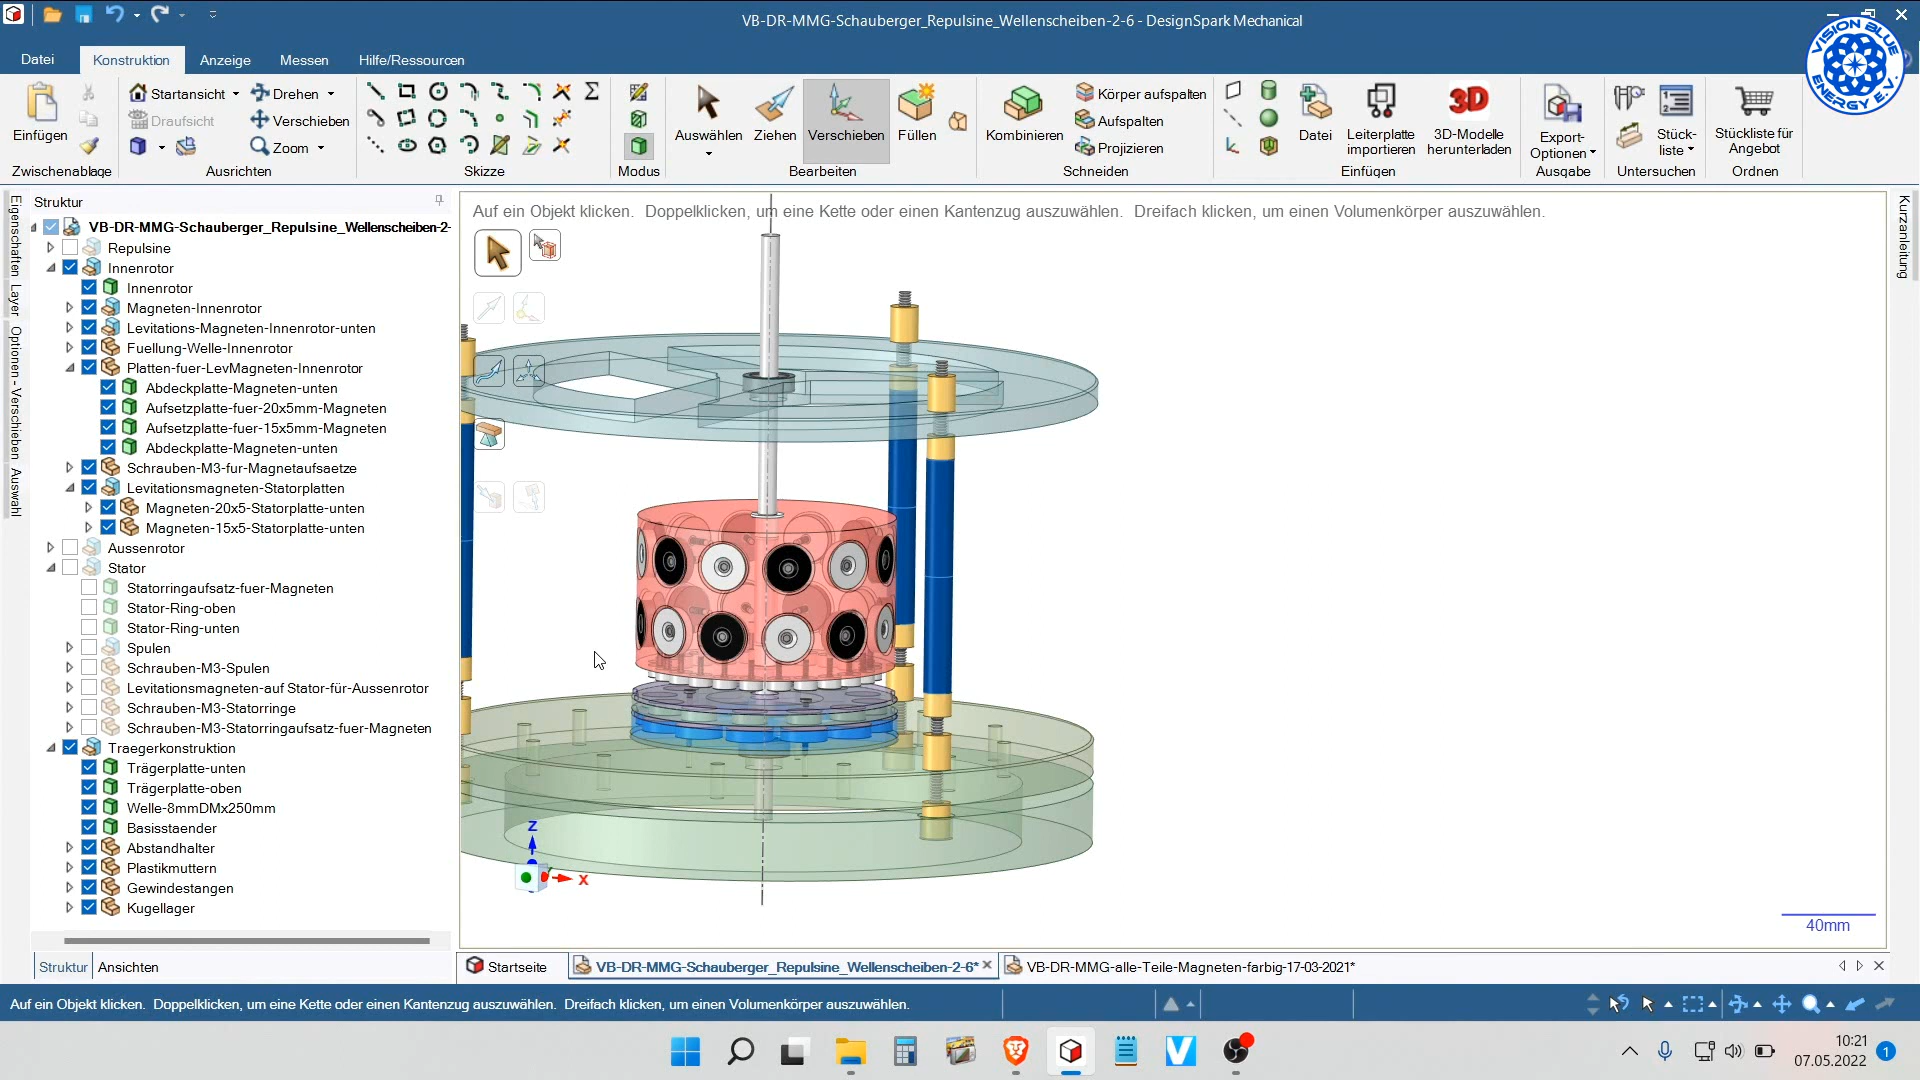 VB-DR-MMG-Schauberger_Repulsine_Wellenscheiben-2-6 - DesignSpark Mechanical
VISION BLUE ENERGY E.V.
Datei Konstruktion Anzeige Messen Hilfe/Ressourcen
Einfügen
Zwischenablage
Startansicht
Draufsicht
Drehen
Verschieben
Zoom
Ausrichten
Skizze
Modus
Auswählen
Ziehen
Verschieben
Füllen
Bearbeiten
Kombinieren
Körper aufspalten
Aufspalten
Projizieren
Schneiden
Datei
Leiterplatte importieren
3D
3D-Modelle herunterladen
Einfügen
Export-Optionen
Ausgabe
Stück-liste
Untersuchen
Stückliste für Angebot
Ordnen
Eigenschaften
Layer
Optionen - Verschieben
Auswahl
Struktur
VB-DR-MMG-Schauberger_Repulsine_Wellenscheiben-2-
Repulsine
Innenrotor
Innenrotor
Magneten-Innenrotor
Levitations-Magneten-Innenrotor-unten
Fuellung-Welle-Innenrotor
Platten-fuer-LevMagneten-Innenrotor
Abdeckplatte-Magneten-unten
Aufsetzplatte-fuer-20x5mm-Magneten
Aufsetzplatte-fuer-15x5mm-Magneten
Abdeckplatte-Magneten-unten
Schrauben-M3-fur-Magnetaufsaetze
Levitationsmagneten-Statorplatten
Magneten-20x5-Statorplatte-unten
Magneten-15x5-Statorplatte-unten
Aussenrotor
Stator
Statorringaufsatz-fuer-Magneten
Stator-Ring-oben
Stator-Ring-unten
Spulen
Schrauben-M3-Spulen
Levitationsmagneten-auf Stator-für-Aussenrotor
Schrauben-M3-Statorringe
Schrauben-M3-Statorringaufsatz-fuer-Magneten
Traegerkonstruktion
Trägerplatte-unten
Trägerplatte-oben
Welle-8mmDMx250mm
Basisstaender
Abstandhalter
Plastikmuttern
Gewindestangen
Kugellager
Struktur Ansichten
Auf ein Objekt klicken. Doppelklicken, um eine Kette oder einen Kantenzug auszuwählen. Dreifach klicken, um einen Volumenkörper auszuwählen.
Z
X
40mm
Kurzanleitung
Startseite
VB-DR-MMG-Schauberger_Repulsine_Wellenscheiben-2-6*
VB-DR-MMG-alle-Teile-Magneten-farbig-17-03-2021*
Auf ein Objekt klicken. Doppelklicken, um eine Kette oder einen Kantenzug auszuwählen. Dreifach klicken, um einen Volumenkörper auszuwählen.
10:21
07.05.2022
1